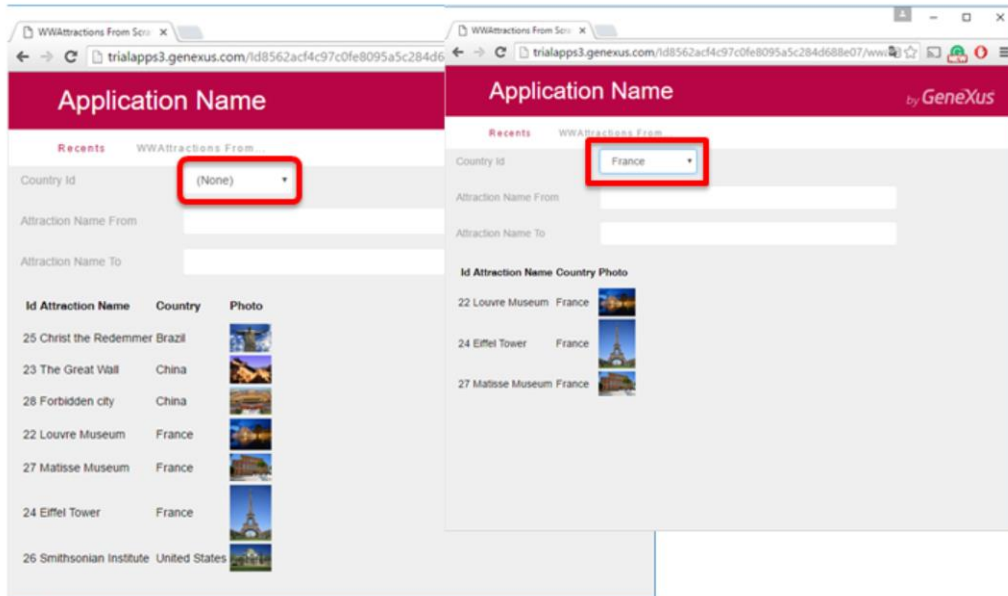 WWAttractions From Scra
trialapps3.genexus.com/Id8562acf4c97c0fe8095a5c284d6
Application Name
Recents WWAttractions From...
Country Id (None)
Attraction Name From
Attraction Name To
Id Attraction Name Country Photo
25 Christ the Redemmer Brazil
23 The Great Wall China
28 Forbidden city China
22 Louvre Museum France
27 Matisse Museum France
24 Eiffel Tower France
26 Smithsonian Institute United States
WWAttractions From Scra
trialapps3.genexus.com/Id8562acf4c97c0fe8095a5c284d688e07/wwa
Application Name
by GeneXus
Recents WWAttractions From...
Country Id France
Attraction Name From
Attraction Name To
Id Attraction Name Country Photo
22 Louvre Museum France
24 Eiffel Tower France
27 Matisse Museum France